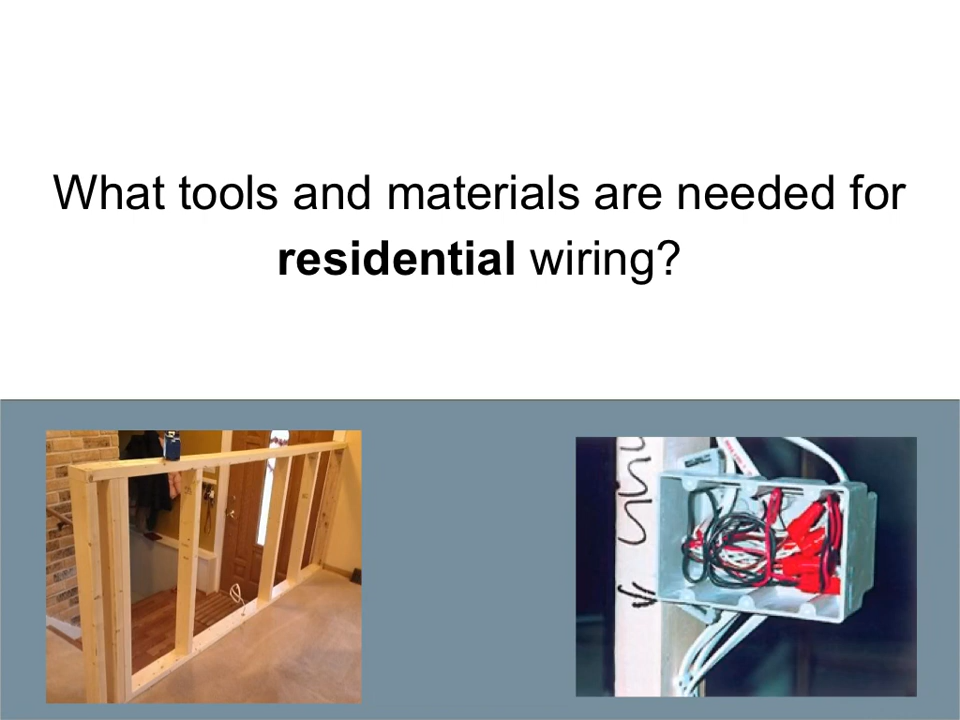 What tools and materials are needed for
residential wiring?